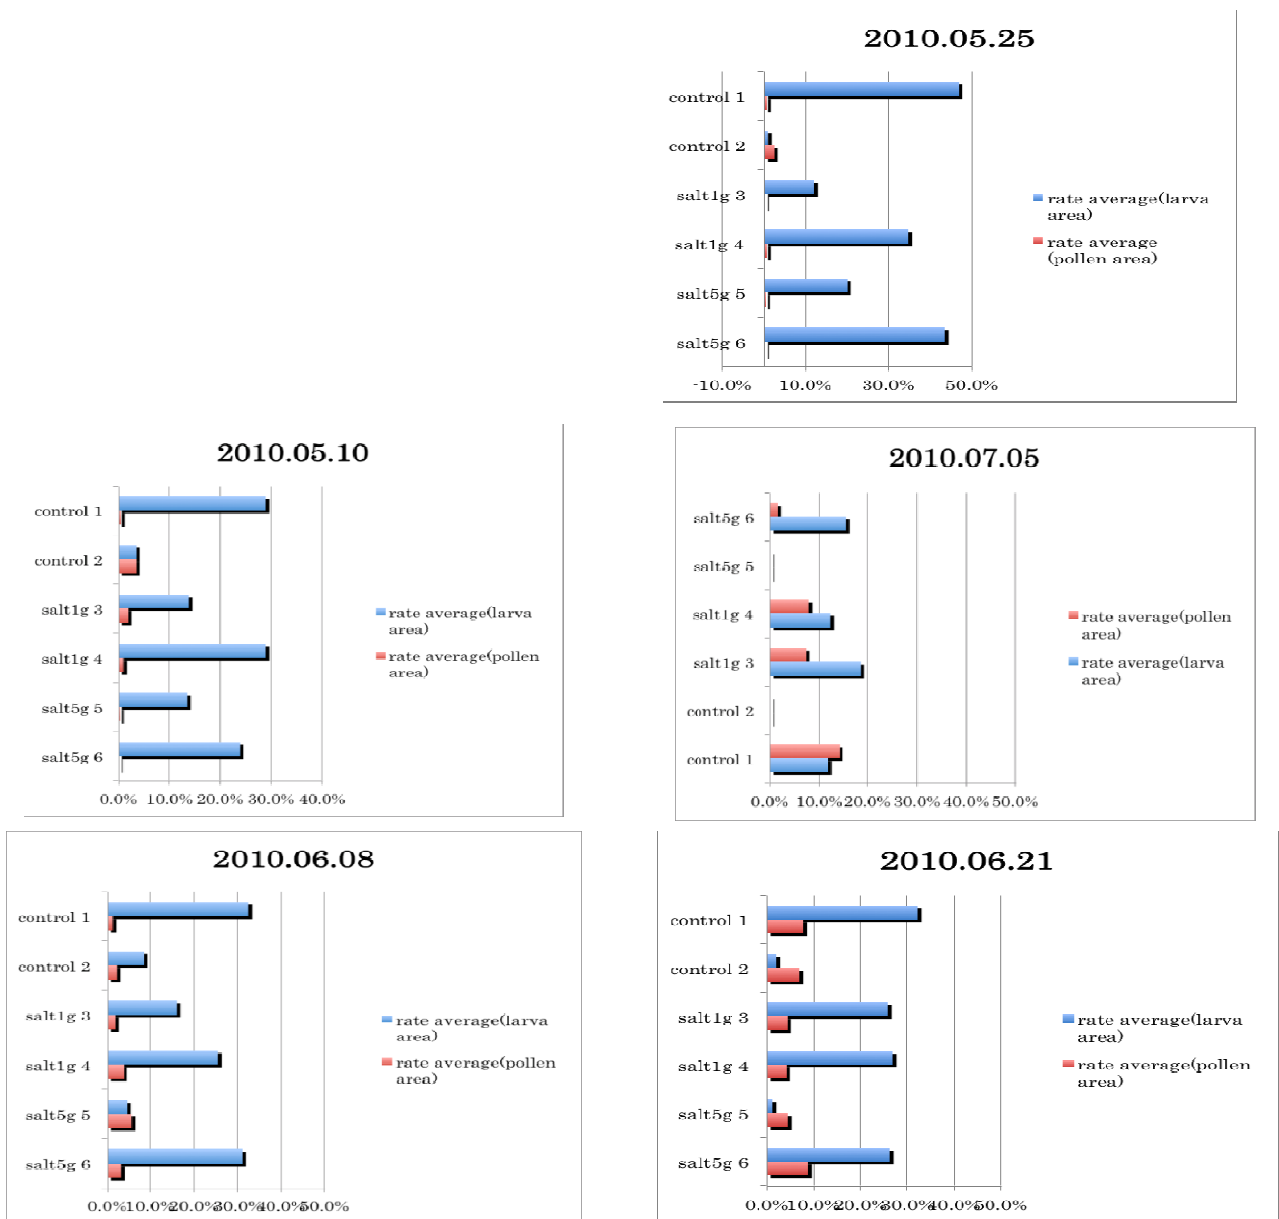 2010.05.25
control 1
control 2
salt1g 3
salt1g 4
salt5g 5
salt5g 6
-10.0% 10.0% 30.0% 50.0%
rate average(larva
area)
rate average
(pollen area)
2010.05.10
control 1
control 2
salt1g 3
salt1g 4
salt5g 5
salt5g 6
0.0% 10.0% 20.0% 30.0% 40.0%
rate average(larva
area)
rate average(pollen
area)
2010.07.05
salt5g 6
salt5g 5
salt1g 4
salt1g 3
control 2
control 1
0.0% 10.0% 20.0% 30.0% 40.0% 50.0%
rate average(pollen
area)
rate average(larva
area)
2010.06.08
control 1
control 2
salt1g 3
salt1g 4
salt5g 5
salt5g 6
0.0% 10.0% 20.0% 30.0% 40.0% 50.0%
rate average(larva
area)
rate average(pollen
area)
2010.06.21
control 1
control 2
salt1g 3
salt1g 4
salt5g 5
salt5g 6
0.0% 10.0% 20.0% 30.0% 40.0% 50.0%
rate average(larva
area)
rate average(pollen
area)